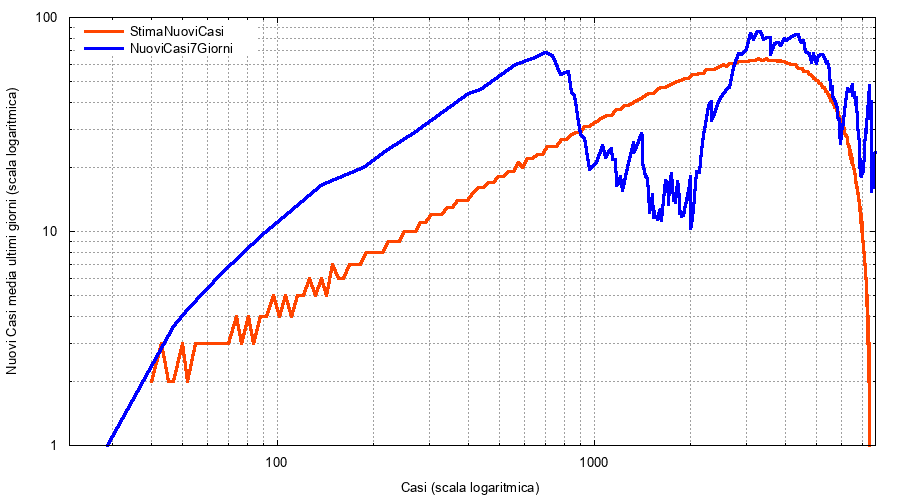 100
StimaNuoviCasi
NuoviCasi7Giorni
Nuovi Casi media ultimi giorni (scala logaritmica)
10
1
100
1000
Casi (scala logaritmica)